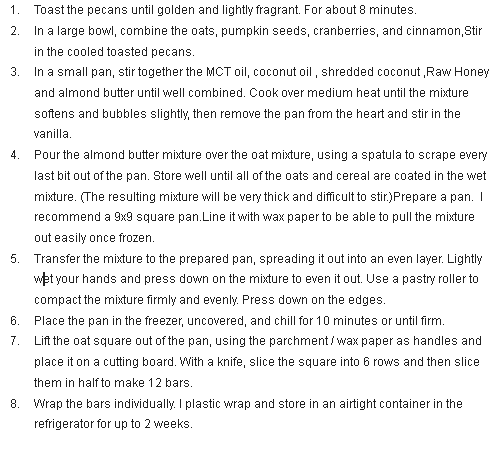 1. Toast the pecans until golden and lightly fragrant. For about 8 minutes.
2. In a large bowl, combine the oats, pumpkin seeds, cranberries, and cinnamon,Stir
in the cooled toasted pecans.
3. In a small pan, stir together the MCT oil, coconut oil , shredded coconut ,Raw Honey
and almond butter until well combined. Cook over medium heat until the mixture
softens and bubbles slightly, then remove the pan from the heart and stir in the
vanilla.
4. Pour the almond butter mixture over the oat mixture, using a spatula to scrape every
last bit out of the pan. Store well until all of the oats and cereal are coated in the wet
mixture. (The resulting mixture will be very thick and difficult to stir.)Prepare a pan. I
recommend a 9x9 square pan.Line it with wax paper to be able to pull the mixture
out easily once frozen.
5. Transfer the mixture to the prepared pan, spreading it out into an even layer. Lightly
wet your hands and press down on the mixture to even it out. Use a pastry roller to
compact the mixture firmly and evenly. Press down on the edges.
6. Place the pan in the freezer, uncovered, and chill for 10 minutes or until firm.
7. Lift the oat square out of the pan, using the parchment / wax paper as handles and
place it on a cutting board. With a knife, slice the square into 6 rows and then slice
them in half to make 12 bars.
8. Wrap the bars individually. I plastic wrap and store in an airtight container in the
refrigerator for up to 2 weeks.